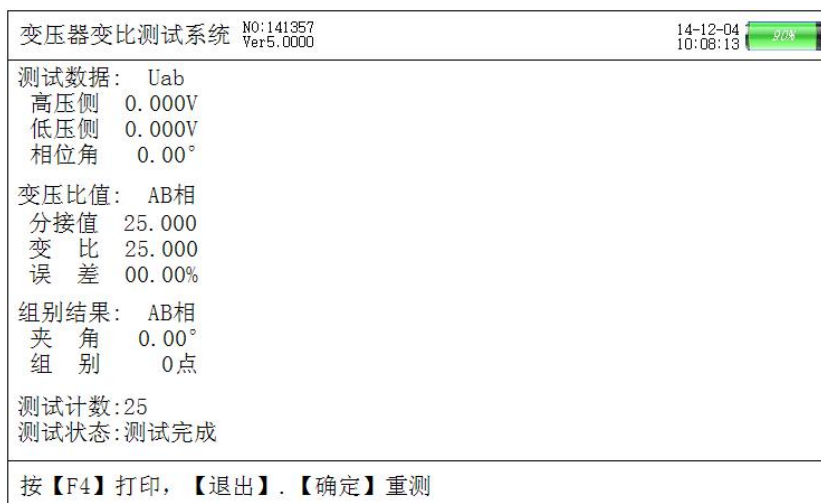 变压器变比测试系统 NO:141357 Ver5.0000
14-12-04 10:08:13 90%
测试数据: Uab
高压侧 0.000V
低压侧 0.000V
相位角 0.00°
变压比值: AB相
分接值 25.000
变 比 25.000
误 差 00.00%
组别结果: AB相
夹 角 0.00°
组 别 0点
测试计数:25
测试状态:测试完成
按【F4】打印，【退出】.【确定】重测